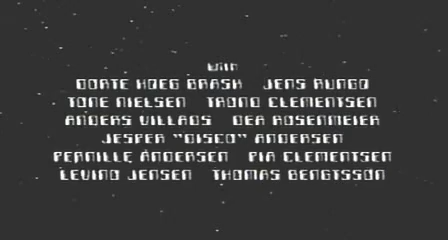 with
DORTE HOEG BRASK JENS RUNGO
TONE NIELSEN TROND CLEMENTSEN
ANDERS VILLADS DEA ROSENMEIER
JESPER "DISCO" ANDERSEN
PERNILLE ANDERSEN PIA CLEMENTSEN
LEVINO JENSEN THOMAS BENGTSSON